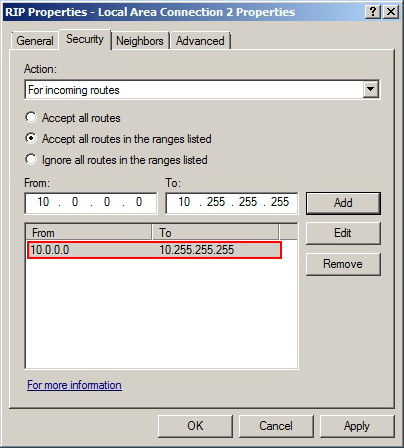 RIP Properties - Local Area Connection 2 Properties
General Security Neighbors Advanced
Action:
For incoming routes
Accept all routes
Accept all routes in the ranges listed
Ignore all routes in the ranges listed
From: To:
10 . 0 . 0 . 0 10 . 255 . 255 . 255 Add
From To Edit
10.0.0.0 10.255.255.255
Remove
For more information
OK Cancel Apply